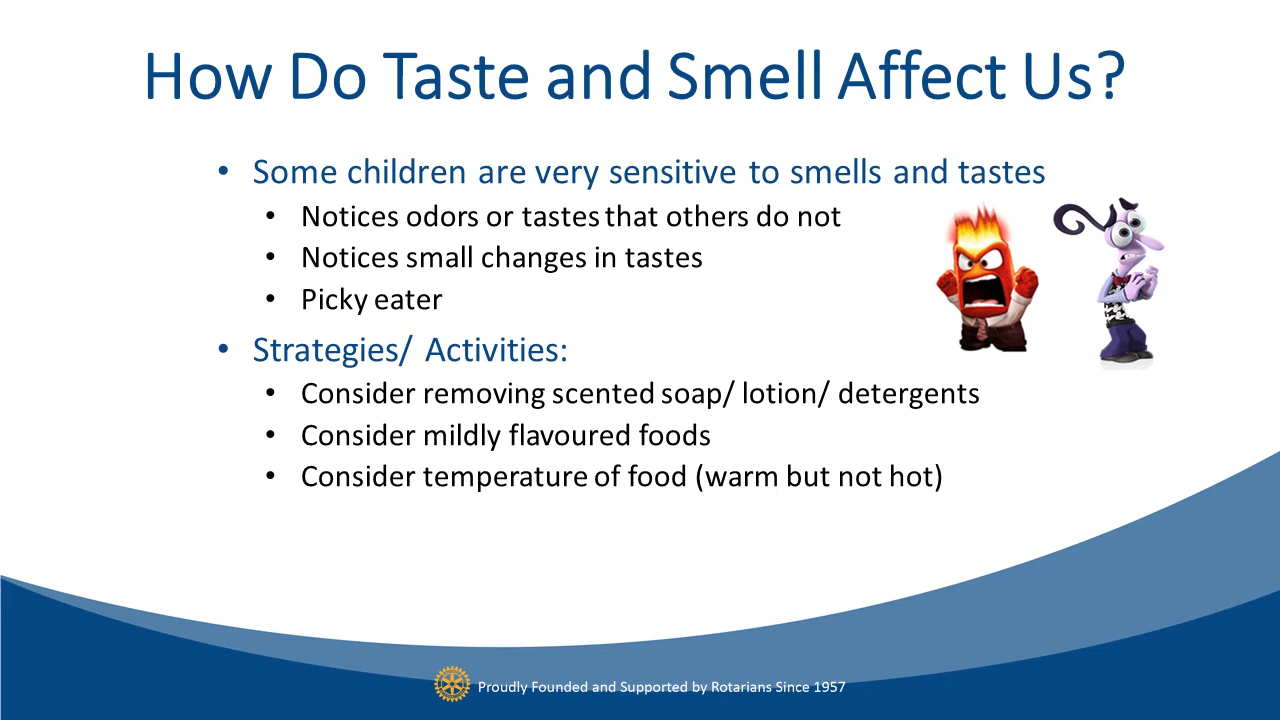 How Do Taste and Smell Affect Us?
• Some children are very sensitive to smells and tastes
• Notices odors or tastes that others do not
• Notices small changes in tastes
• Picky eater
• Strategies/ Activities:
• Consider removing scented soap/ lotion/ detergents
• Consider mildly flavoured foods
• Consider temperature of food (warm but not hot)
Proudly Founded and Supported by Rotarians Since 1957